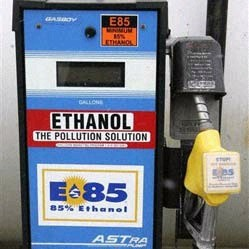 GASBOY
E85
MINIMUM
85%
ETHANOL
GALLONS
ETHANOL
THE POLLUTION SOLUTION
E85
85% Ethanol
ASTRA
STOP!
E85